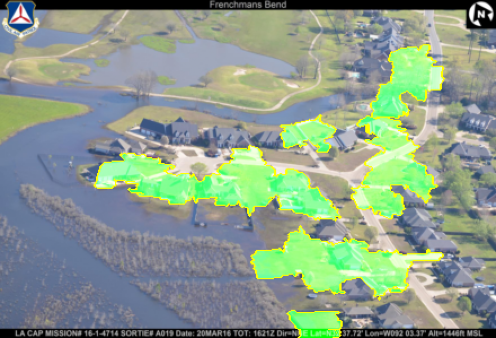 Frenchmans Bend
LA CAP MISSION# 16-1-4714 SORTIE# A019 Date: 20MAR16 TOT: 1621Z Lon=W092 03.37' Alt=1446ft MSL